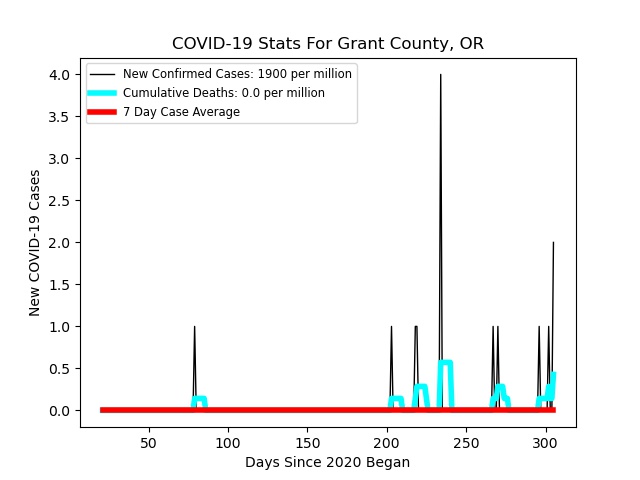 COVID-19 Stats For Grant County, OR
New Confirmed Cases: 1900 per million
Cumulative Deaths: 0.0 per million
7 Day Case Average
New COVID-19 Cases
4.0
3.5
3.0
2.5
2.0
1.5
1.0
0.5
0.0
50 100 150 200 250 300
Days Since 2020 Began